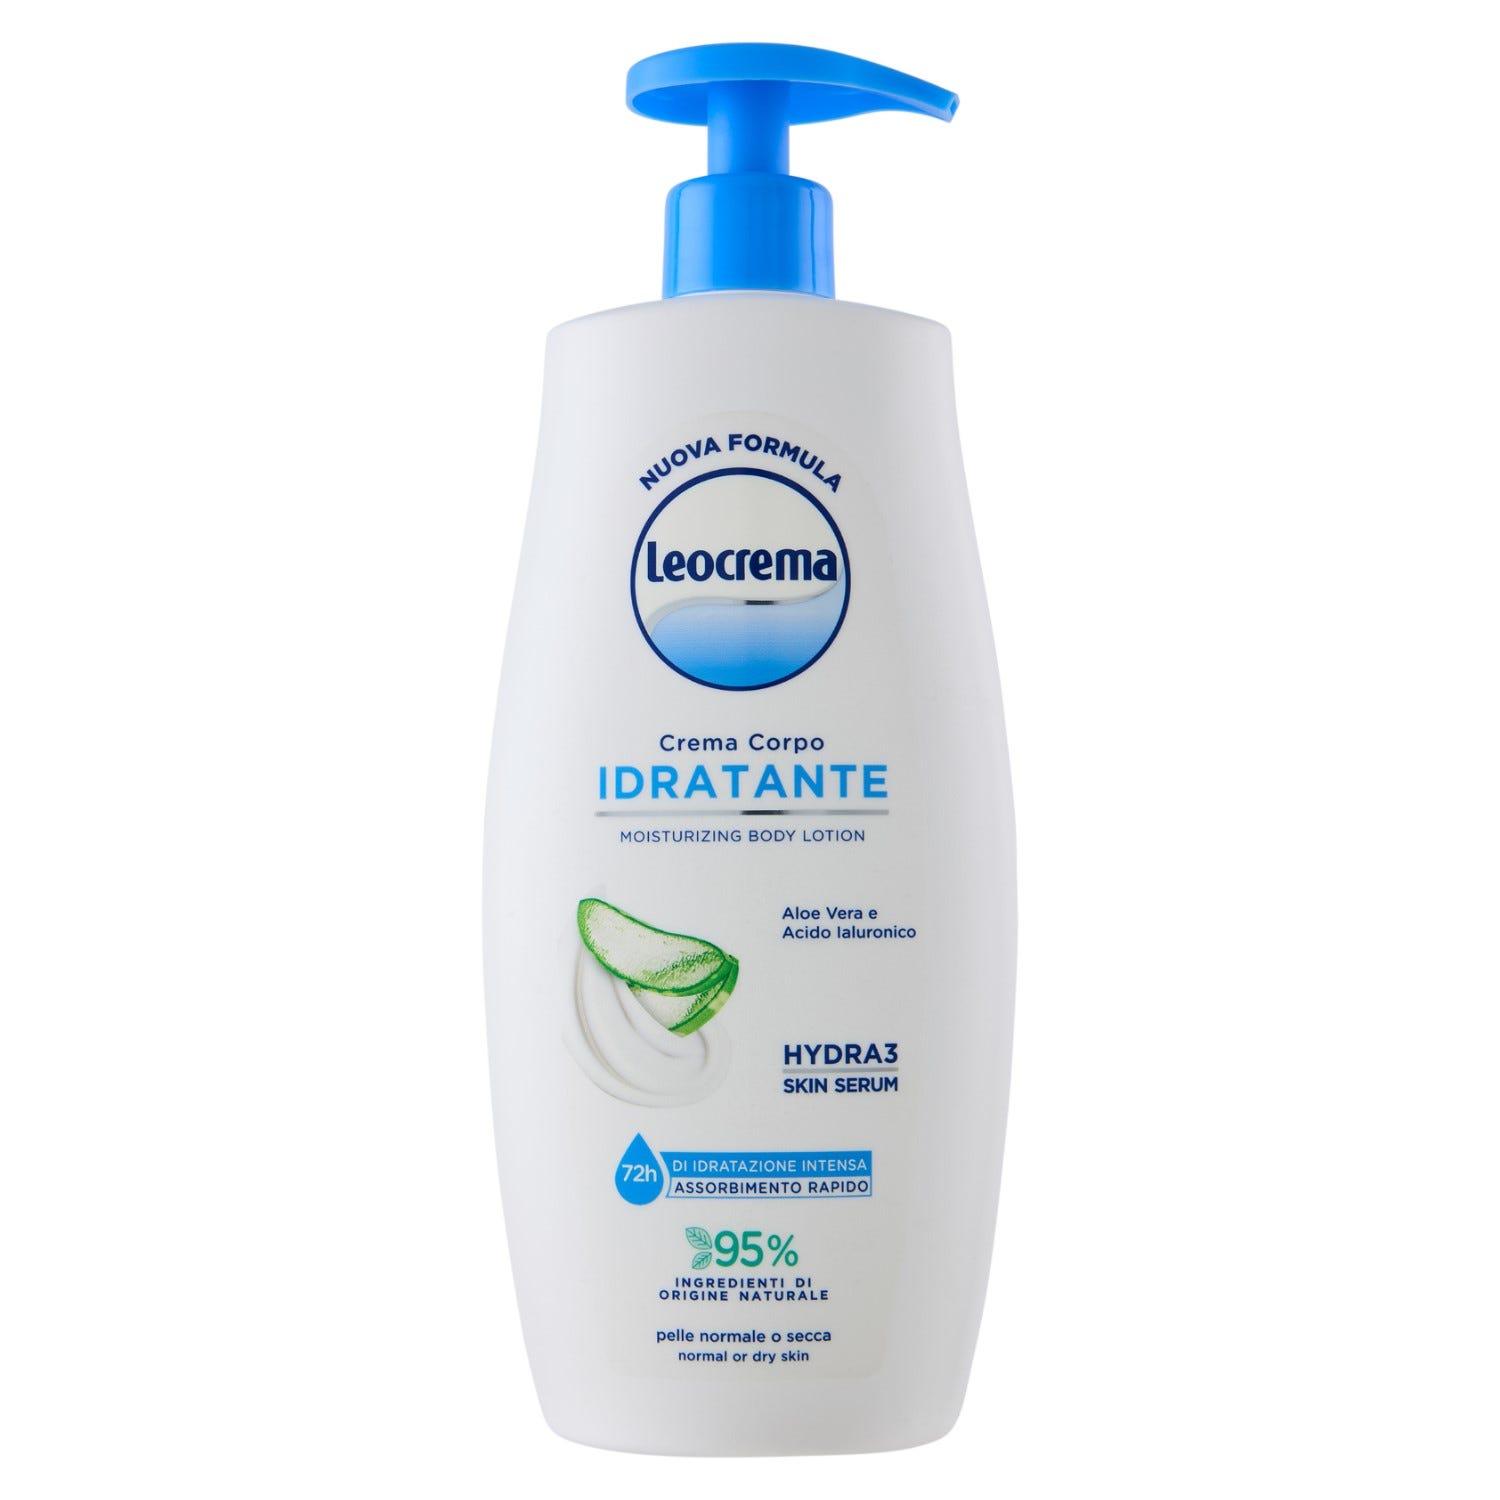 NUOVA FORMULA
Leocrema
Crema Corpo
IDRATANTE
MOISTURIZING BODY LOTION
Aloe Vera e
Acido Ialuronico
HYDRA3
SKIN SERUM
72h
DI IDRATAZIONE INTENSA
ASSORBIMENTO RAPIDO
95%
INGREDIENTI DI
ORIGINE NATURALE
pelle normale o secca
normal or dry skin